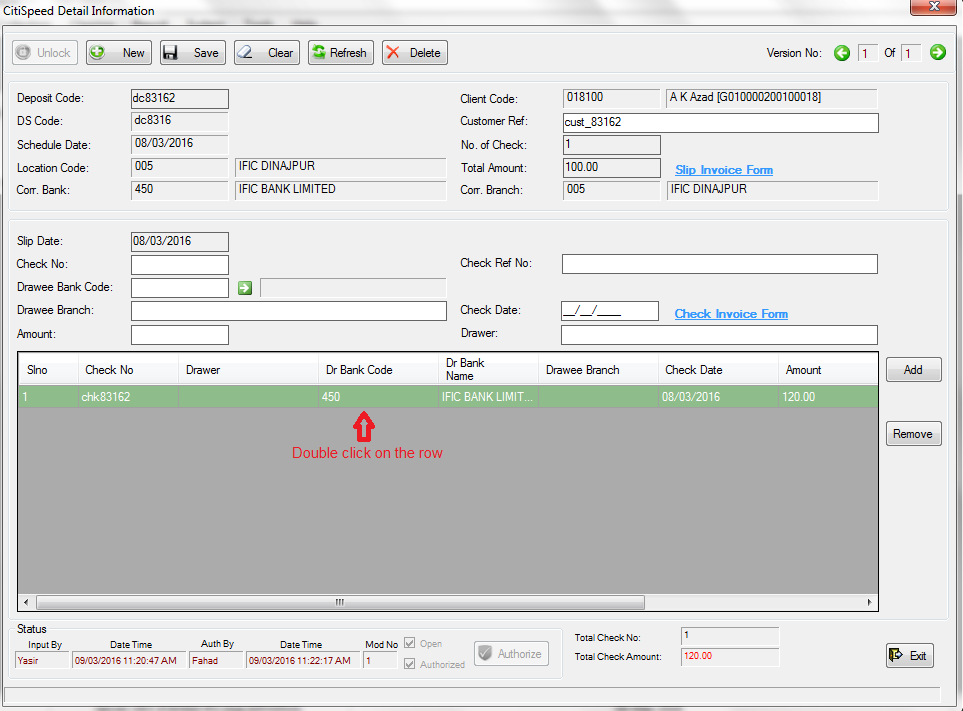 CitiSpeed Detail Information
Unlock New Save Clear Refresh Delete Version No: 1 Of 1
Deposit Code: dc83162 Client Code: 018100 A K Azad [G010000200100018]
DS Code: dc8316 Customer Ref: cust_83162
Schedule Date: 08/03/2016 No. of Check: 1
Location Code: 005 IFIC DINAJPUR Total Amount: 100.00 Slip Invoice Form
Corr. Bank: 450 IFIC BANK LIMITED Corr. Branch: 005 IFIC DINAJPUR
Slip Date: 08/03/2016
Check No: Check Ref No:
Drawee Bank Code:
Drawee Branch: Check Date: __/__/____ Check Invoice Form
Amount: Drawer:
Slno Check No Drawer Dr Bank Code Dr Bank Name Drawee Branch Check Date Amount Add
1 chk83162 450 IFIC BANK LIMIT... 08/03/2016 120.00
Double click on the row
Remove
Status
Input By Date Time Auth By Date Time Mod No Open
Yasir 09/03/2016 11:20:47 AM Fahad 09/03/2016 11:22:17 AM 1 Authorized Authorize
Total Check No: 1
Total Check Amount: 120.00
Exit